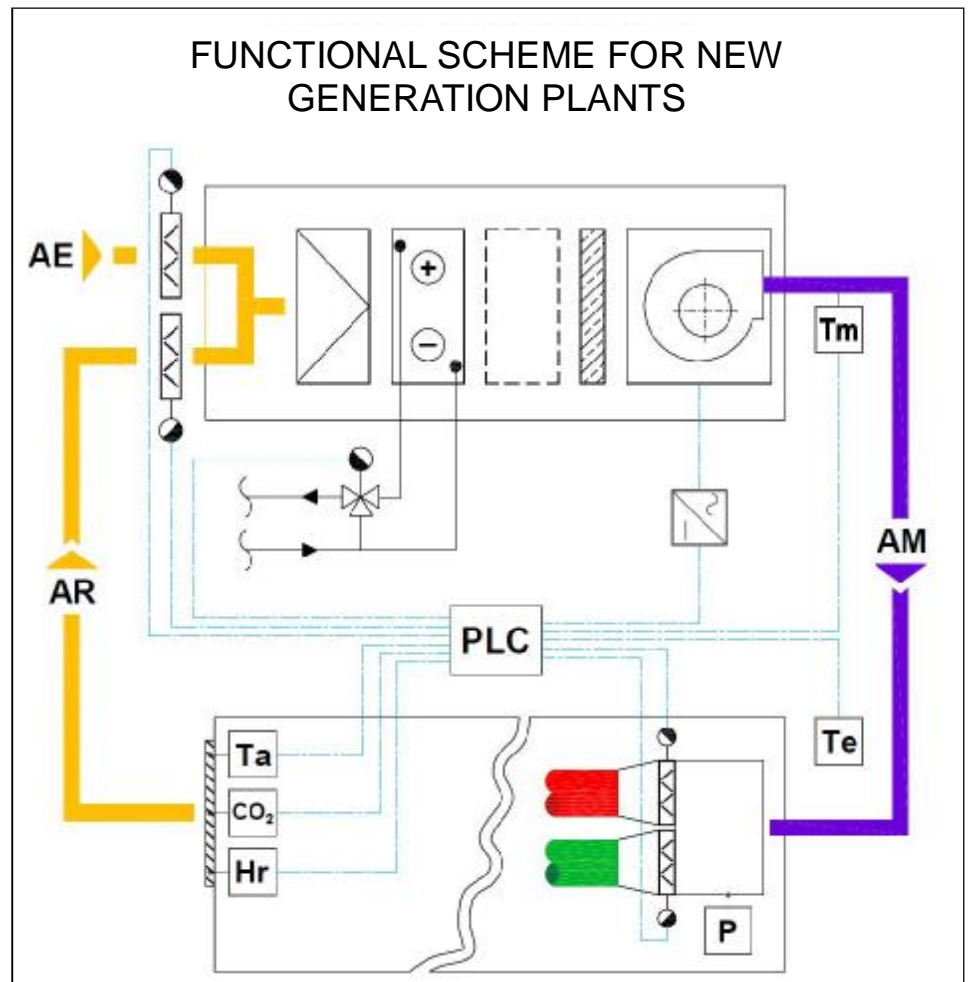 FUNCTIONAL SCHEME FOR NEW
GENERATION PLANTS
AE
+
−
Tm
AR
AM
PLC
Ta
CO₂
Hr
Te
P